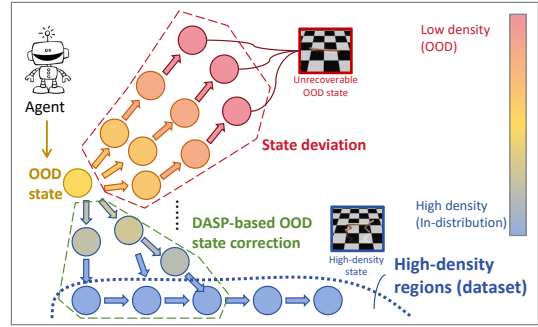 Agent
OOD
state
Unrecoverable
OOD state
State deviation
Low density
(OOD)
DASP-based OOD
state correction
High-density
state
High density
(In-distribution)
High-density
regions (dataset)